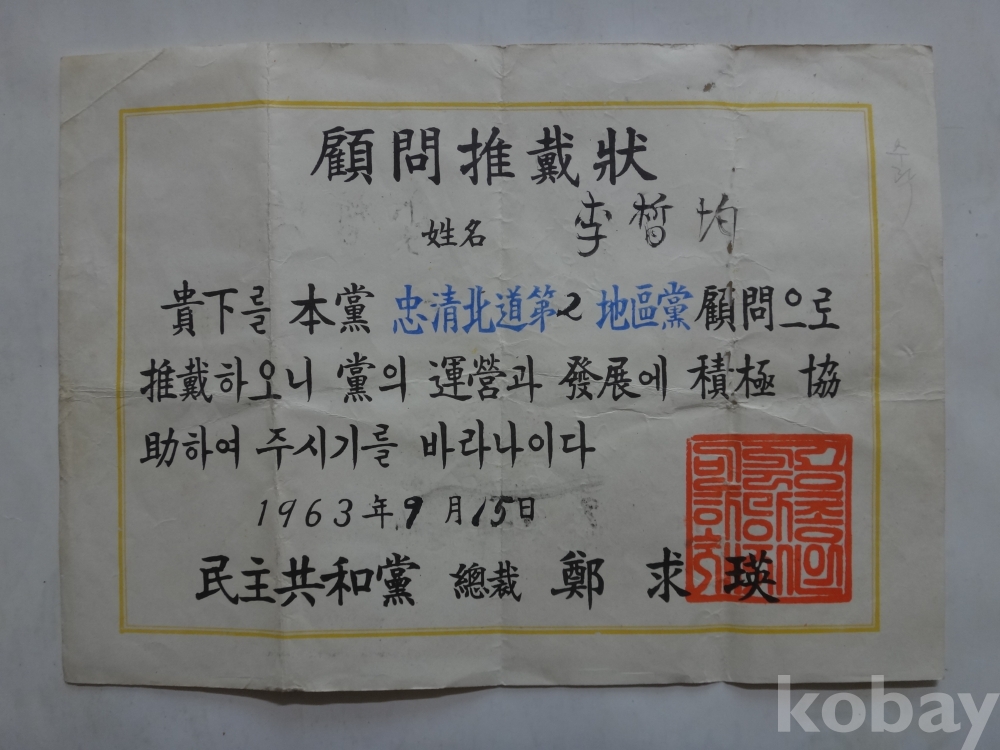 顧問推戴狀
姓名 李晳均
貴下를 本黨 忠清北道第2 地區黨 顧問으로
推戴하오니 黨의 運營과 發展에 積極 協
助하여 주시기를 바라나이다
1963年 9月 15日
民主共和黨 總裁 鄭求瑛
kobay